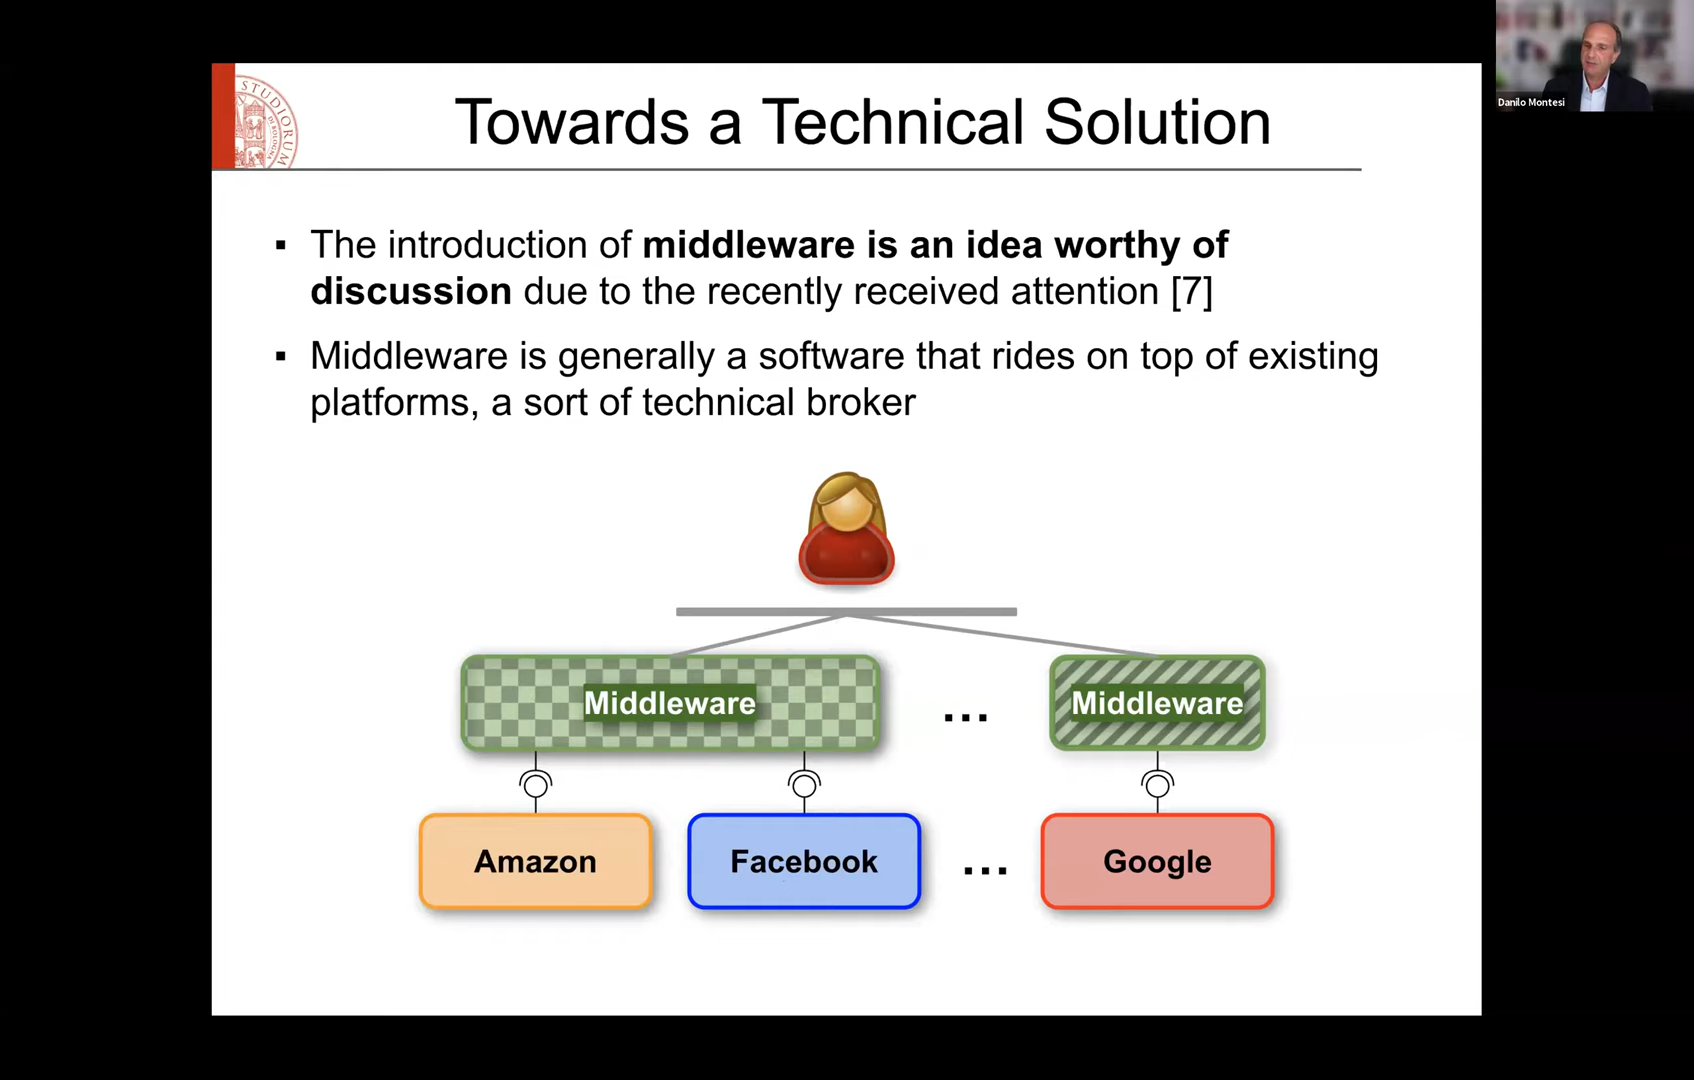 Towards a Technical Solution
Danilo Montesi
STUDIORUM
▪ The introduction of middleware is an idea worthy of
discussion due to the recently received attention [7]
▪ Middleware is generally a software that rides on top of existing
platforms, a sort of technical broker
Middleware ... Middleware
Amazon Facebook ... Google